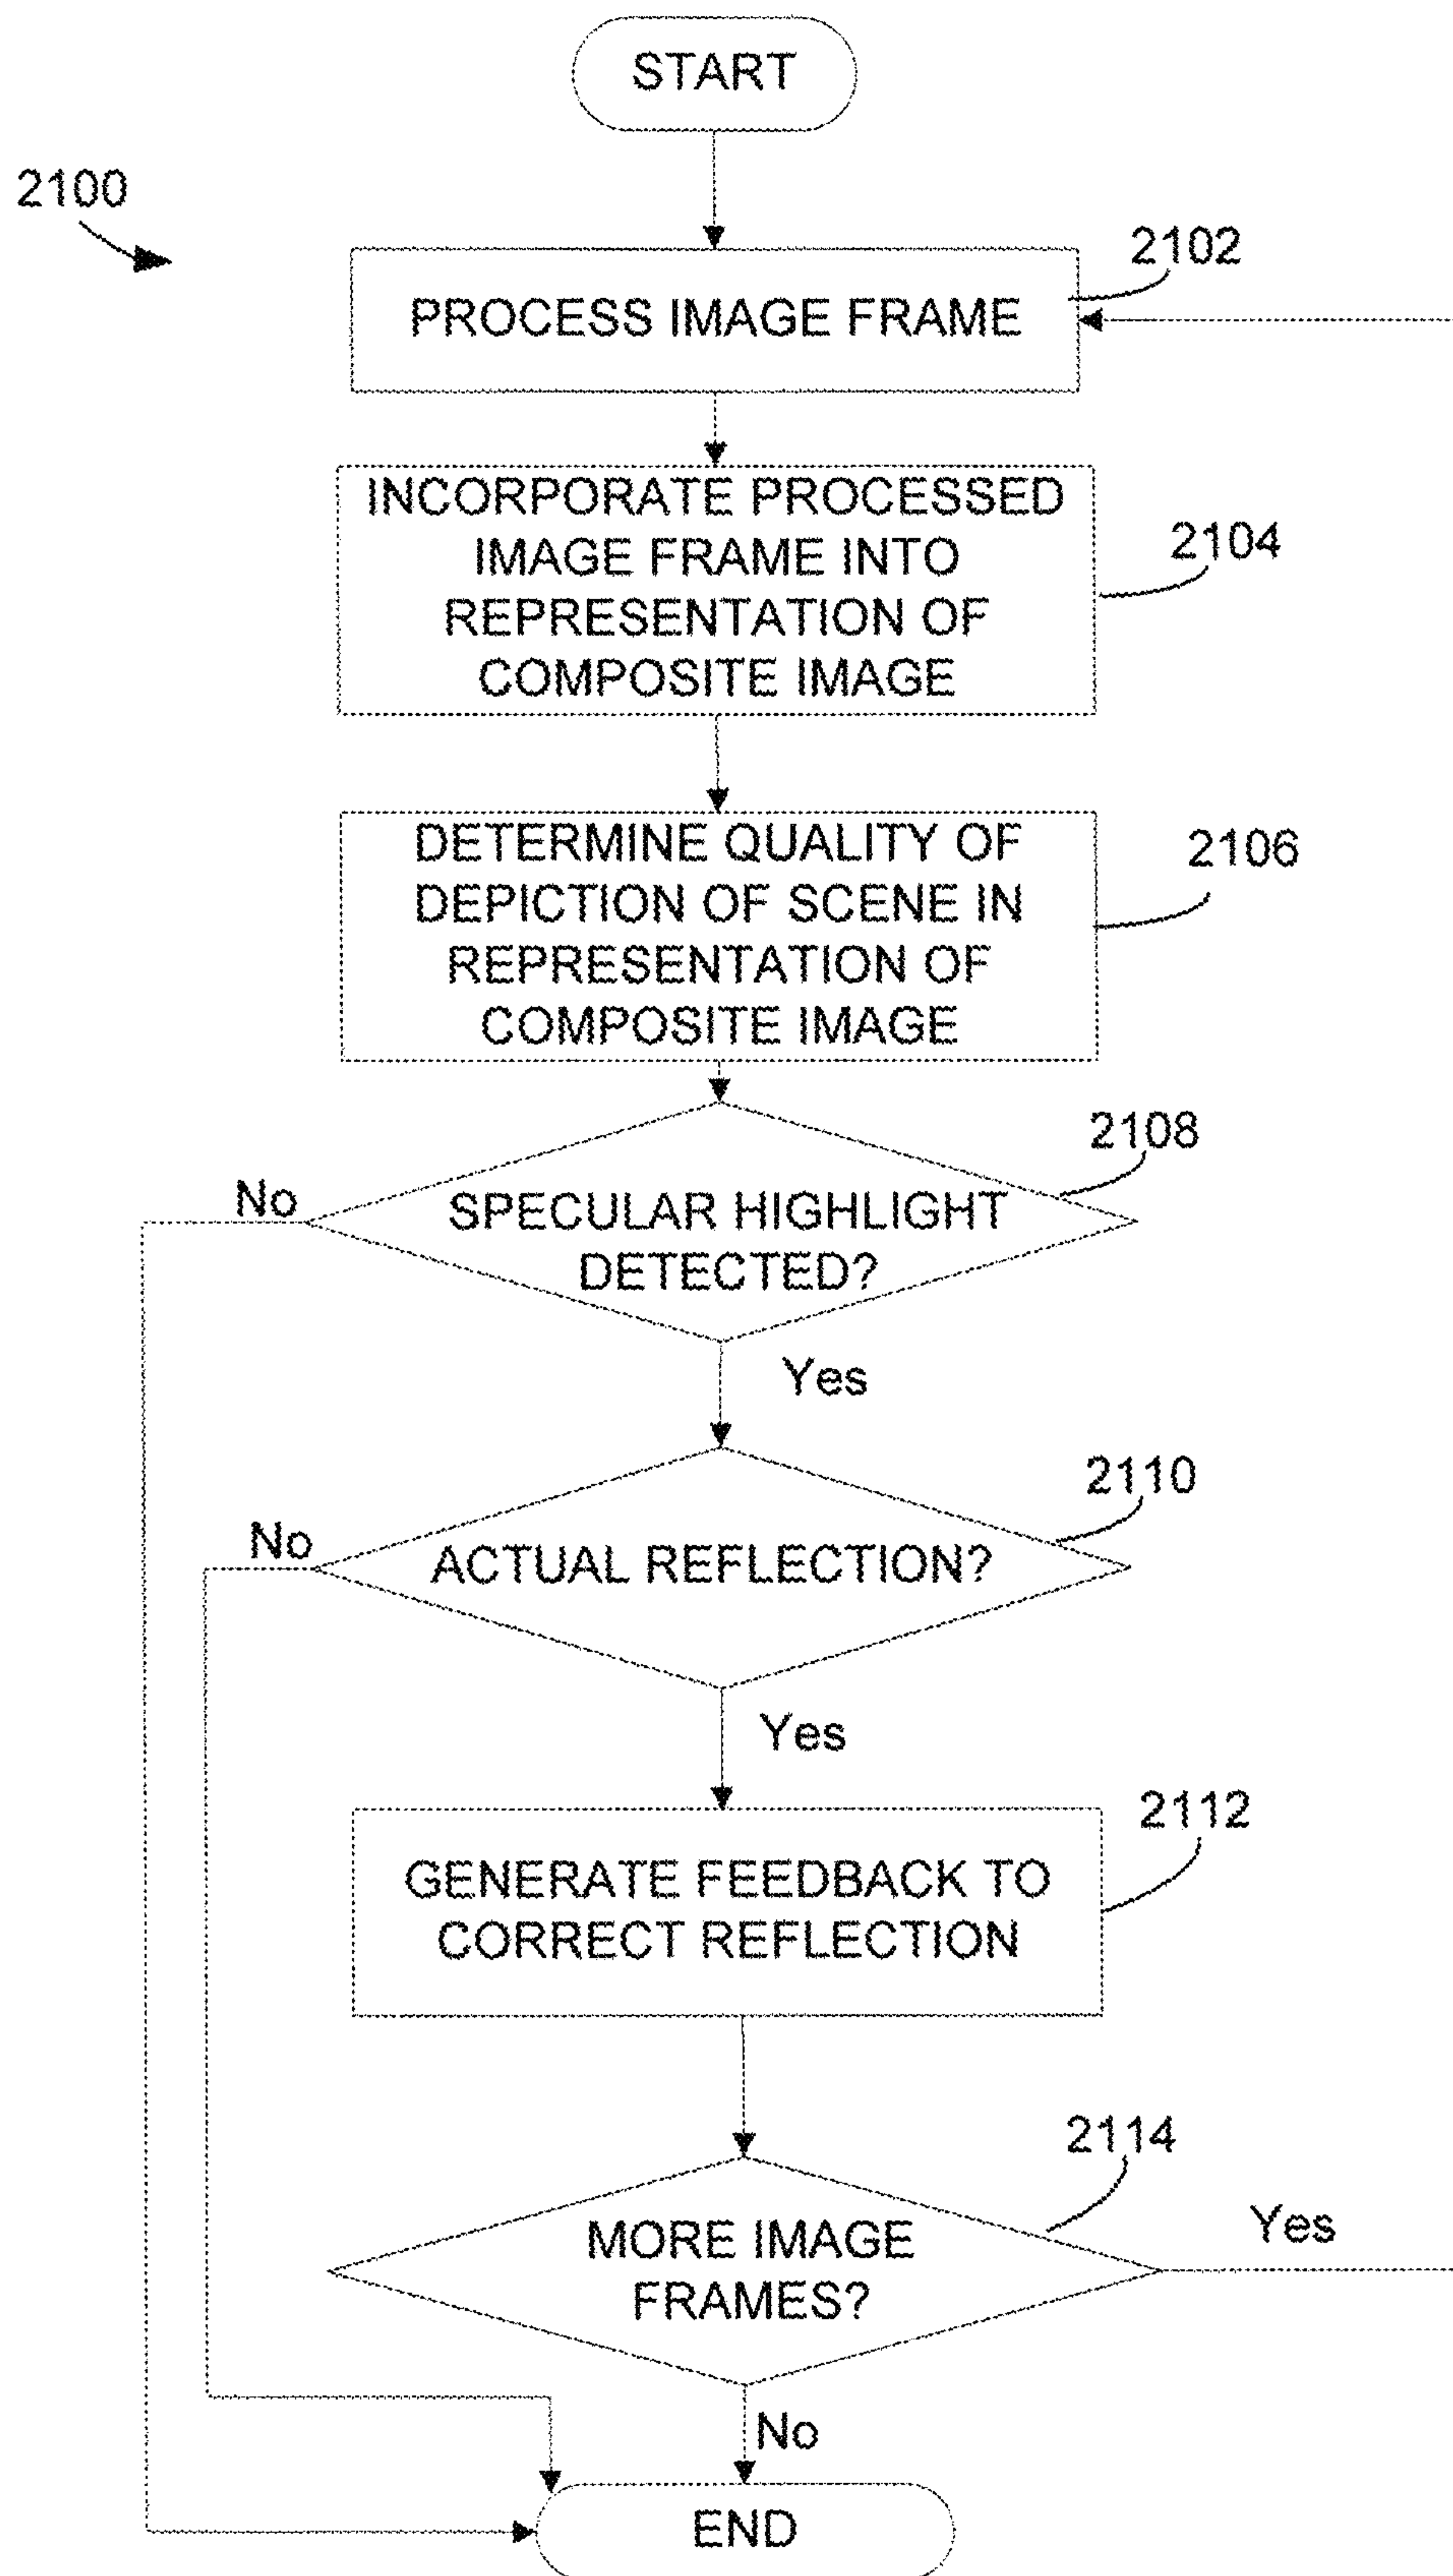 START
2100
2102
PROCESS IMAGE FRAME
INCORPORATE PROCESSED
IMAGE FRAME INTO
REPRESENTATION OF
COMPOSITE IMAGE
2104
DETERMINE QUALITY OF
DEPICTION OF SCENE IN
REPRESENTATION OF
COMPOSITE IMAGE
2106
2108
No
SPECULAR HIGHLIGHT
DETECTED?
Yes
2110
No
ACTUAL REFLECTION?
Yes
2112
GENERATE FEEDBACK TO
CORRECT REFLECTION
2114
MORE IMAGE
FRAMES?
Yes
No
END